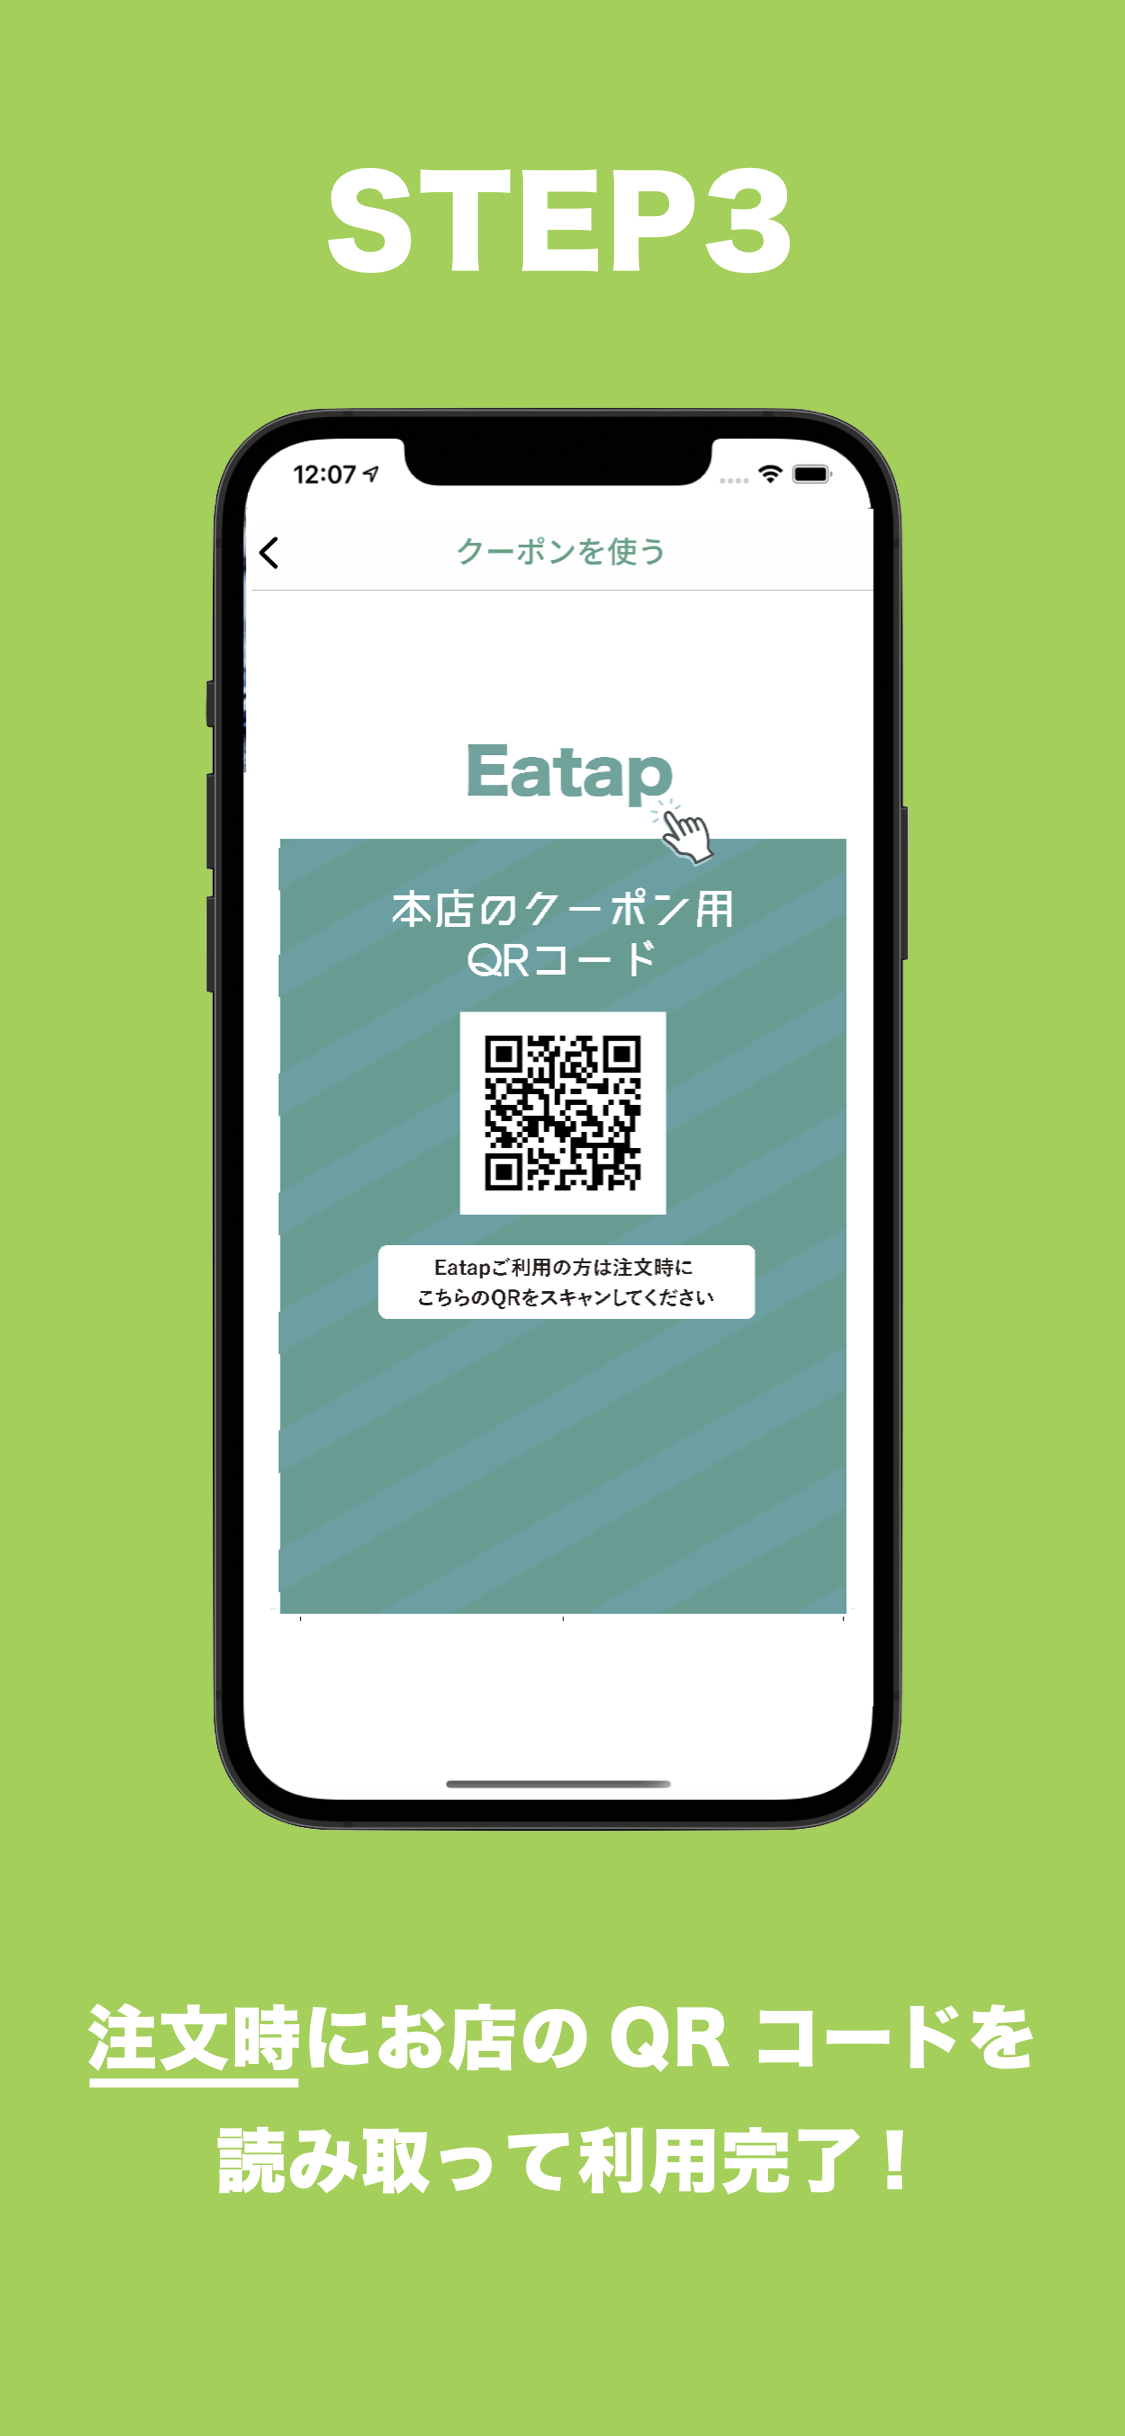 STEP3
12:07
クーポンを使う
Eatap
本店のクーポン用
QRコード
Eatapご利用の方は注文時に
こちらのQRをスキャンしてください
注文時にお店の QR コードを
読み取って利用完了！